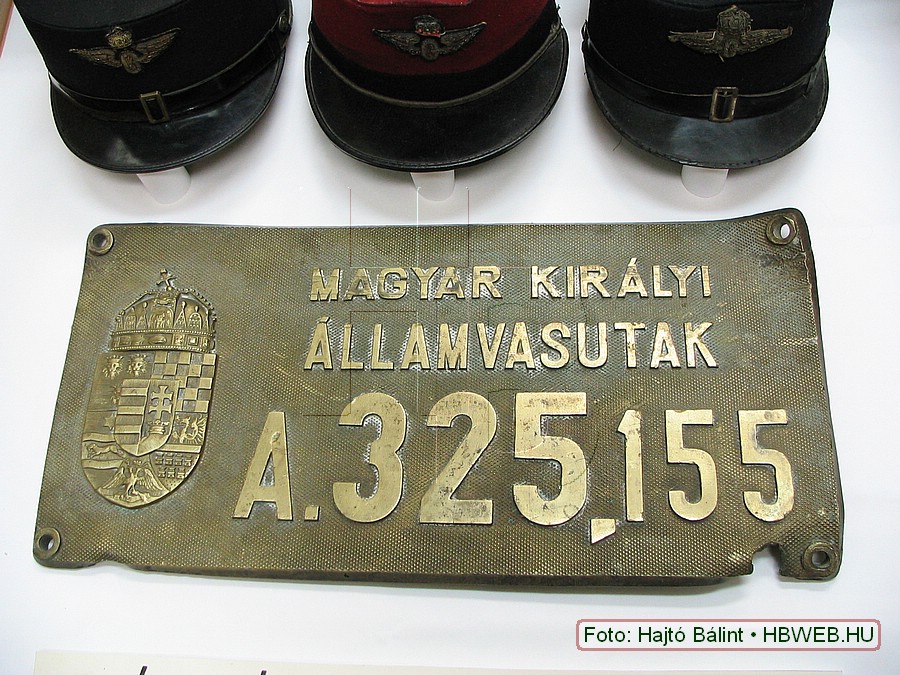 MAGYAR KIRÁLYI
ÁLLAMVASUTAK
A.325.155
Foto: Hajtó Bálint • HBWEB.HU